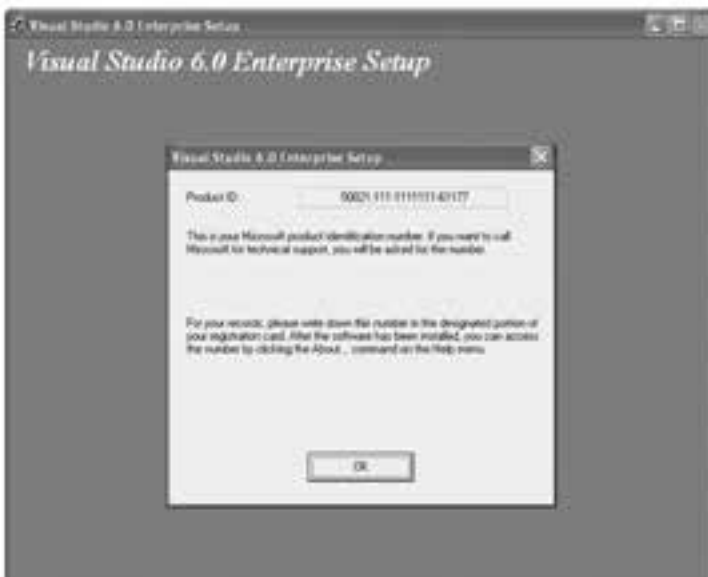 Visual Studio 6.0 Enterprise Setup
Visual Studio 6.0 Enterprise Setup
Visual Studio 6.0 Enterprise Setup
Product ID:
This is your Microsoft product identification number. If you want to call
Microsoft for technical support, you will be asked for this number.
For your records, please write down this number in the designated portion of
your registration card. After the software has been installed, you can access
the number by clicking the About... command on the Help menu.
OK